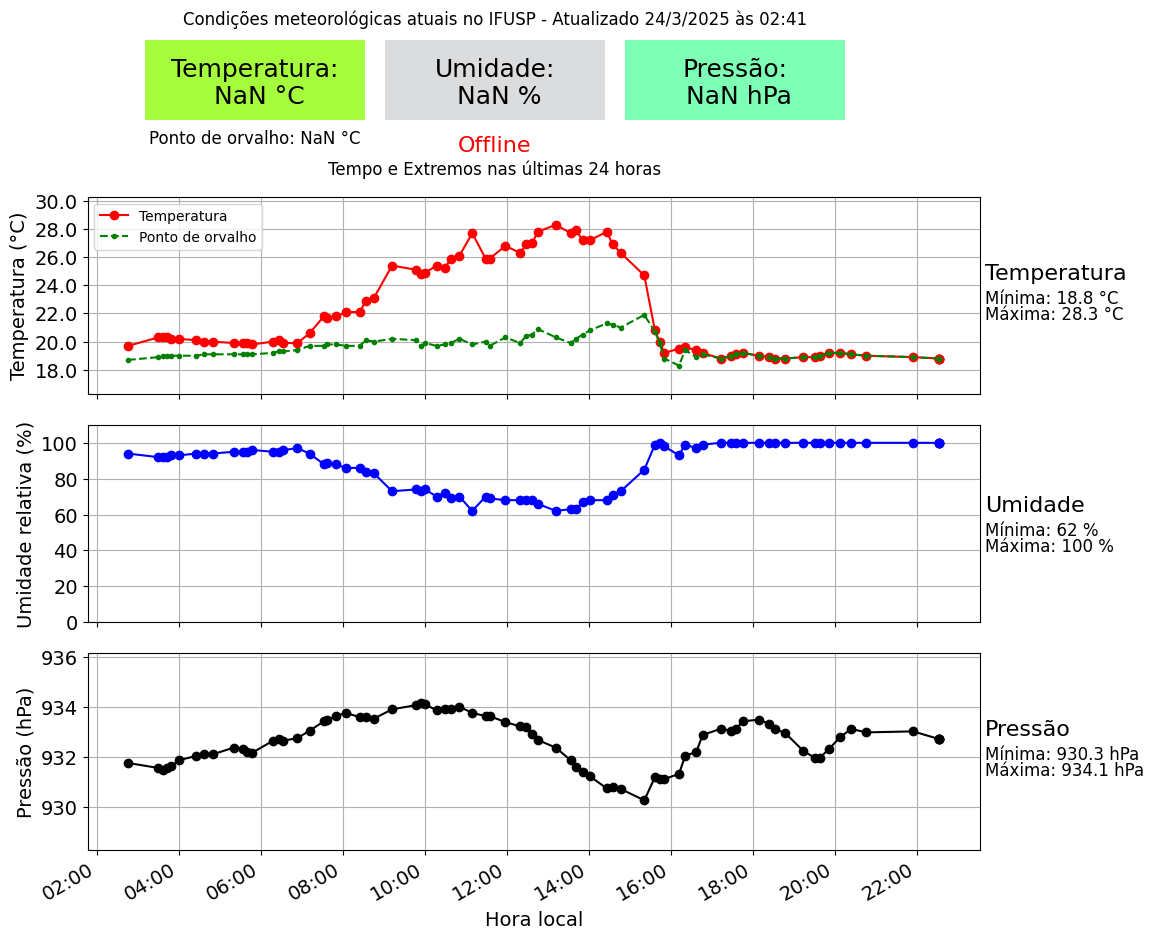 Condições meteorológicas atuais no IFUSP - Atualizado 24/3/2025 às 02:41
Temperatura:
NaN °C
Umidade:
NaN %
Pressão:
NaN hPa
Ponto de orvalho: NaN °C
Offline
Tempo e Extremos nas últimas 24 horas
Temperatura (°C)
30.0
28.0
26.0
24.0
22.0
20.0
18.0
Temperatura
Ponto de orvalho
Temperatura
Mínima: 18.8 °C
Máxima: 28.3 °C
Umidade relativa (%)
100
80
60
40
20
0
Umidade
Mínima: 62 %
Máxima: 100 %
Pressão (hPa)
936
934
932
930
Pressão
Mínima: 930.3 hPa
Máxima: 934.1 hPa
02:00 04:00 06:00 08:00 10:00 12:00 14:00 16:00 18:00 20:00 22:00
Hora local